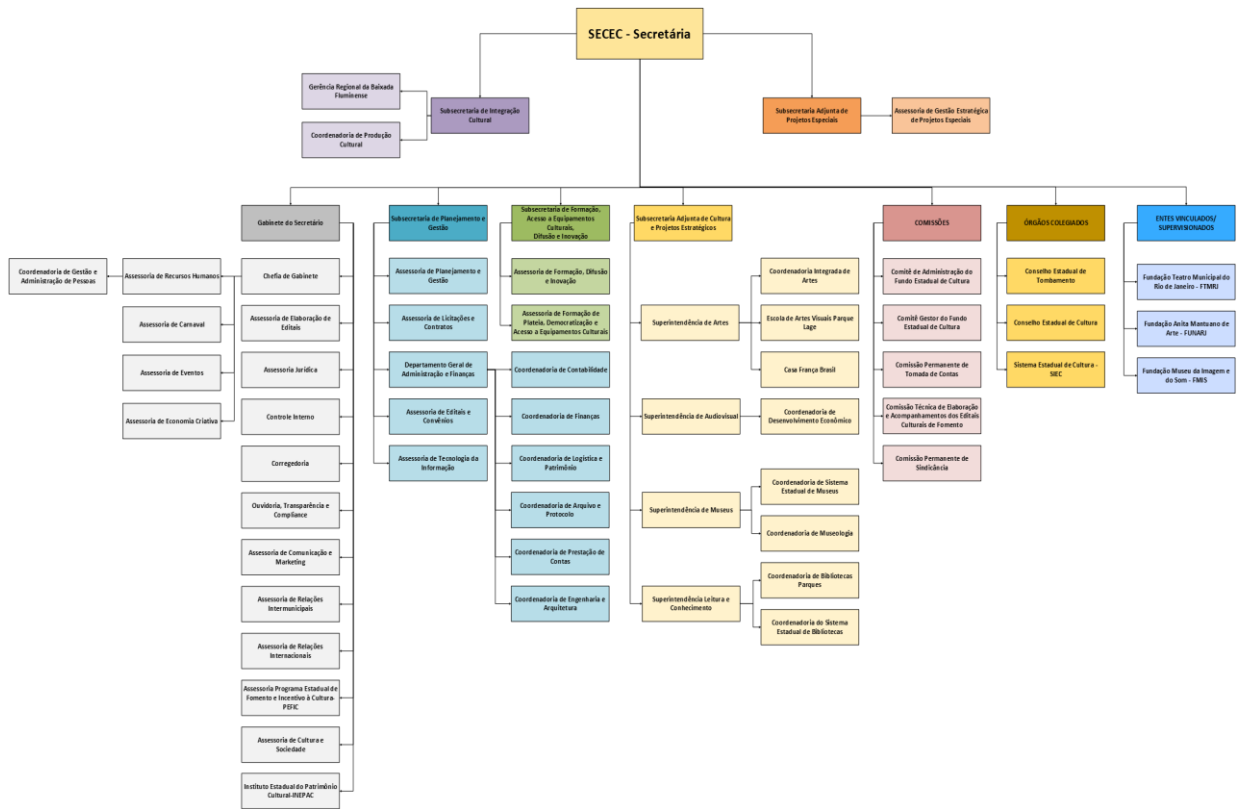 SECEC - Secretária
Gerência Regional da Baixada
Fluminense
Coordenadoria de Produção
Cultural
Subsecretaria de Integração
Cultural
Subsecretaria Adjunta de
Projetos Especiais
Assessoria de Gestão Estratégica
de Projetos Especiais
Gabinete do Secretário
Coordenadoria de Gestão e
Administração de Pessoas
Assessoria de Recursos Humanos
Assessoria de Carnaval
Assessoria de Eventos
Assessoria de Economia Criativa
Chefia de Gabinete
Assessoria de Elaboração de
Editais
Assessoria Jurídica
Controle Interno
Corregedoria
Ouvidoria, Transparência e
Compliance
Assessoria de Comunicação e
Marketing
Assessoria de Relações
Intermunicipais
Assessoria de Relações
Internacionais
Assessoria Programa Estadual de
Fomento e Incentivo à Cultura-
PEFIC
Assessoria de Cultura e
Sociedade
Instituto Estadual do Patrimônio
Cultural-INEPAC
Subsecretaria de Planejamento e
Gestão
Assessoria de Planejamento e
Gestão
Assessoria de Licitações e
Contratos
Departamento Geral de
Administração e Finanças
Assessoria de Editais e
Convênios
Assessoria de Tecnologia da
Informação
Subsecretaria de Formação,
Acesso a Equipamentos
Culturais,
Difusão e Inovação
Assessoria de Formação, Difusão
e Inovação
Assessoria de Formação de
Plateia, Democratização e
Acesso a Equipamentos Culturais
Coordenadoria de Contabilidade
Coordenadoria de Finanças
Coordenadoria de Logística e
Patrimônio
Coordenadoria de Arquivo e
Protocolo
Coordenadoria de Prestação de
Contas
Coordenadoria de Engenharia e
Arquitetura
Subsecretaria Adjunta de Cultura
e Projetos Estratégicos
Superintendência de Artes
Coordenadoria Integrada de
Artes
Escola de Artes Visuais Parque
Lage
Casa França Brasil
Superintendência de Audiovisual
Coordenadoria de
Desenvolvimento Econômico
Superintendência de Museus
Coordenadoria de Sistema
Estadual de Museus
Coordenadoria de Museologia
Superintendência Leitura e
Conhecimento
Coordenadoria de Bibliotecas
Parques
Coordenadoria do Sistema
Estadual de Bibliotecas
COMISSÕES
Comitê de Administração do
Fundo Estadual de Cultura
Comitê Gestor do Fundo
Estadual de Cultura
Comissão Permanente de
Tomada de Contas
Comissão Técnica de Elaboração
e Acompanhamentos dos Editais
Culturais de Fomento
Comissão Permanente de
Sindicância
ÓRGÃOS COLEGIADOS
Conselho Estadual de
Tombamento
Conselho Estadual de Cultura
Sistema Estadual de Cultura -
SIEC
ENTES VINCULADOS/
SUPERVISIONADOS
Fundação Teatro Municipal do
Rio de Janeiro - FTMRJ
Fundação Anita Mantuano de
Arte - FUNARJ
Fundação Museu da Imagem e
do Som - FMIS